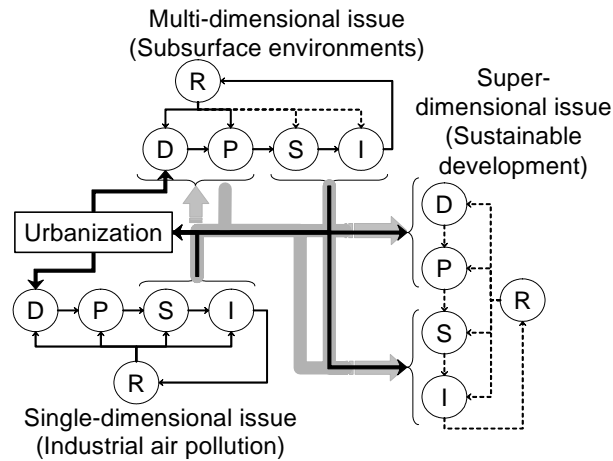 Multi-dimensional issue
(Subsurface environments)
R
D P S I
Super-
dimensional issue
(Sustainable
development)
D
P
R
S
I
Urbanization
D P S I
R
Single-dimensional issue
(Industrial air pollution)